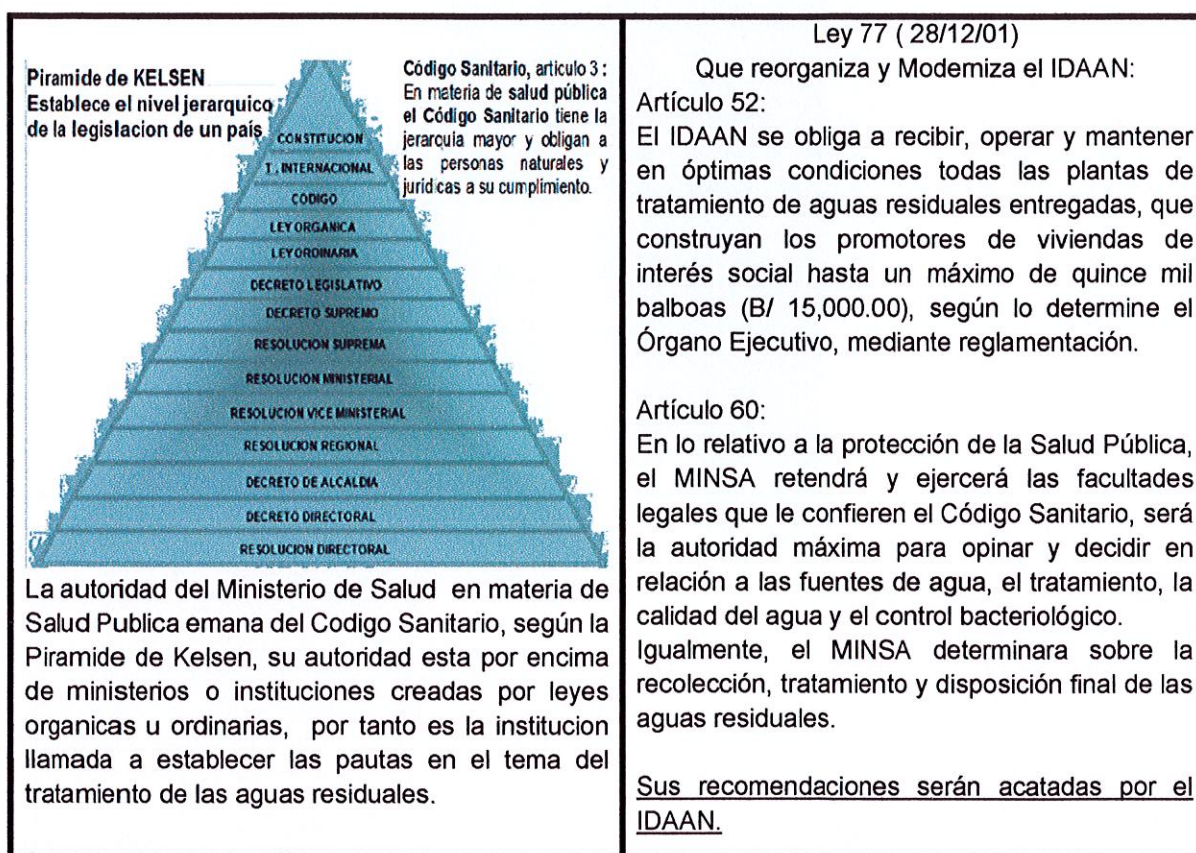 Piramide de KELSEN
Establece el nivel jerarquico
de la legislacion de un país
Código Sanitario, articulo 3 :
En materia de salud pública
el Código Sanitario tiene la
jerarquía mayor y obligan a
las personas naturales y
jurídicas a su cumplimiento.
CONSTITUCION
T. INTERNACIONAL
CODIGO
LEY ORGANICA
LEY ORDINARIA
DECRETO LEGISLATIVO
DECRETO SUPREMO
RESOLUCION SUPREMA
RESOLUCION MINISTERIAL
RESOLUCION VICE MINISTERIAL
RESOLUCION REGIONAL
DECRETO DE ALCALDIA
DECRETO DIRECTORAL
RESOLUCION DIRECTORAL
La autoridad del Ministerio de Salud en materia de
Salud Publica emana del Codigo Sanitario, según la
Piramide de Kelsen, su autoridad esta por encima
de ministerios o instituciones creadas por leyes
organicas u ordinarias, por tanto es la institucion
llamada a establecer las pautas en el tema del
tratamiento de las aguas residuales.
Ley 77 ( 28/12/01)
Que reorganiza y Moderniza el IDAAN:
Artículo 52:
El IDAAN se obliga a recibir, operar y mantener
en óptimas condiciones todas las plantas de
tratamiento de aguas residuales entregadas, que
construyan los promotores de viviendas de
interés social hasta un máximo de quince mil
balboas (B/ 15,000.00), según lo determine el
Órgano Ejecutivo, mediante reglamentación.
Artículo 60:
En lo relativo a la protección de la Salud Pública,
el MINSA retendrá y ejercerá las facultades
legales que le confieren el Código Sanitario, será
la autoridad máxima para opinar y decidir en
relación a las fuentes de agua, el tratamiento, la
calidad del agua y el control bacteriológico.
Igualmente, el MINSA determinara sobre la
recolección, tratamiento y disposición final de las
aguas residuales.
Sus recomendaciones serán acatadas por el
IDAAN.